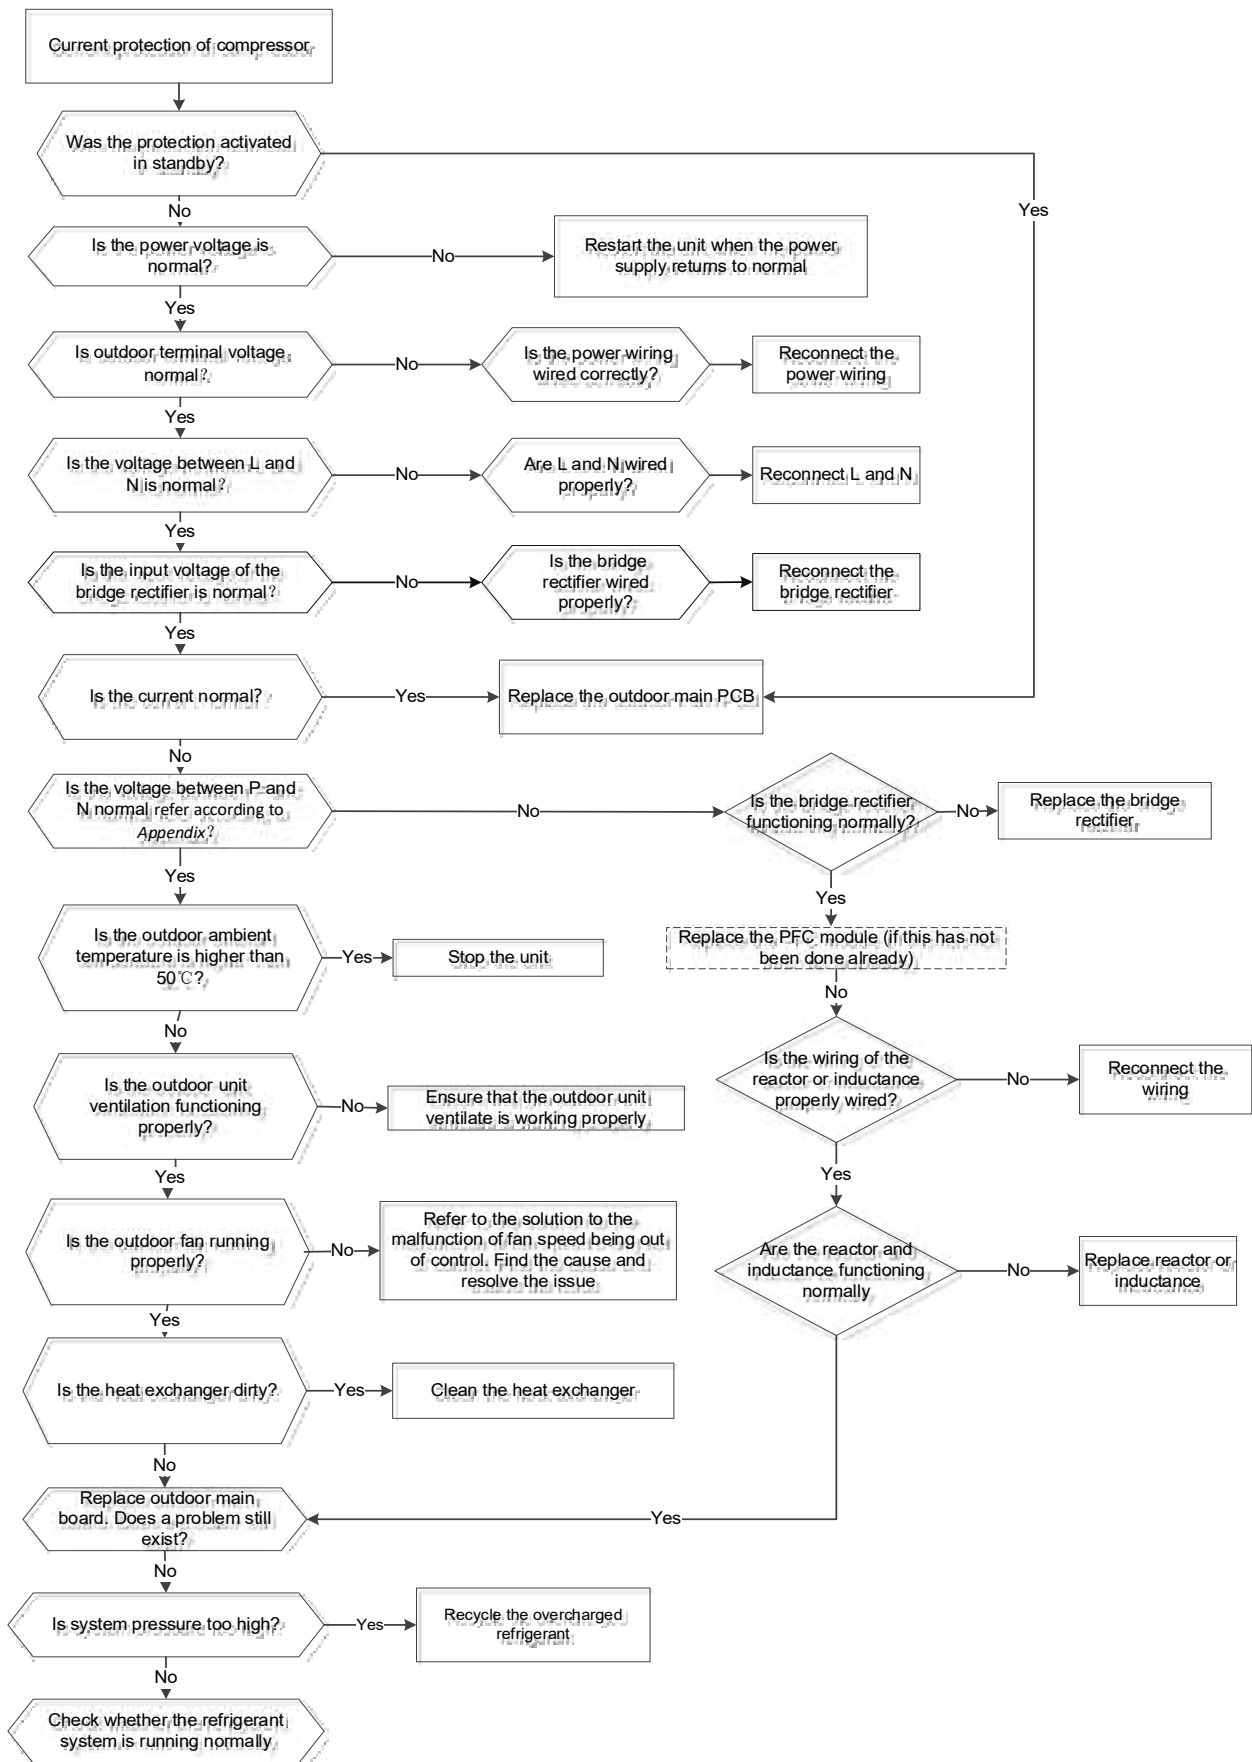 Current protection of compressor
Was the protection activated
in standby?
Yes
No
Is the power voltage is
normal?
No
Restart the unit when the power
supply returns to normal
Yes
Is outdoor terminal voltage
normal?
No
Is the power wiring
wired correctly?
Reconnect the
power wiring
Yes
Is the voltage between L and
N is normal?
No
Are L and N wired
properly?
Reconnect L and N
Yes
Is the input voltage of the
bridge rectifier is normal?
No
Is the bridge
rectifier wired
properly?
Reconnect the
bridge rectifier
Yes
Is the current normal?
Yes
Replace the outdoor main PCB
No
Is the voltage between P and
N normal refer according to
Appendix?
No
Is the bridge rectifier
functioning normally?
No
Replace the bridge
rectifier
Yes
Yes
Replace the PFC module (if this has not
been done already)
Is the outdoor ambient
temperature is higher than
50℃?
Yes
Stop the unit
No
No
Is the wiring of the
reactor or inductance
properly wired?
No
Reconnect the
wiring
Is the outdoor unit
ventilation functioning
properly?
No
Ensure that the outdoor unit
ventilate is working properly
Yes
Yes
Is the outdoor fan running
properly?
No
Refer to the solution to the
malfunction of fan speed being out
of control. Find the cause and
resolve the issue
Are the reactor and
inductance functioning
normally
No
Replace reactor or
inductance
Yes
Is the heat exchanger dirty?
Yes
Clean the heat exchanger
No
Replace outdoor main
board. Does a problem still
exist?
Yes
No
Is system pressure too high?
Yes
Recycle the overcharged
refrigerant
No
Check whether the refrigerant
system is running normally